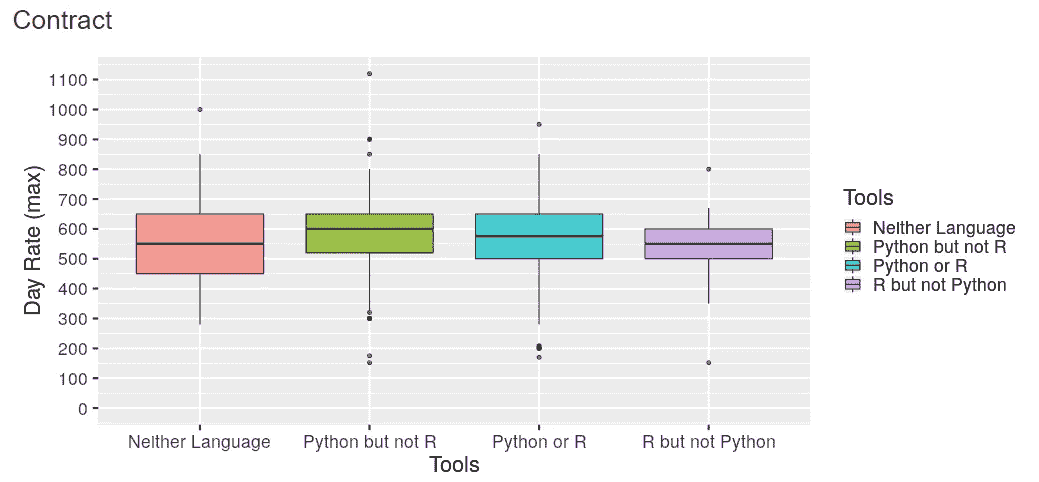 Contract
1100
1000
900
800
700
600
500
400
300
200
100
0
Day Rate (max)
Neither Language
Python but not R
Python or R
R but not Python
Tools
Tools
Neither Language
Python but not R
Python or R
R but not Python